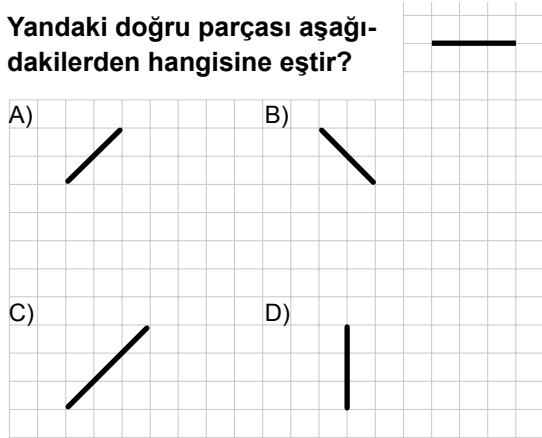 Yandaki doğru parçası aşağı-
dakilerden hangisine eştir?
A)
B)
C)
D)